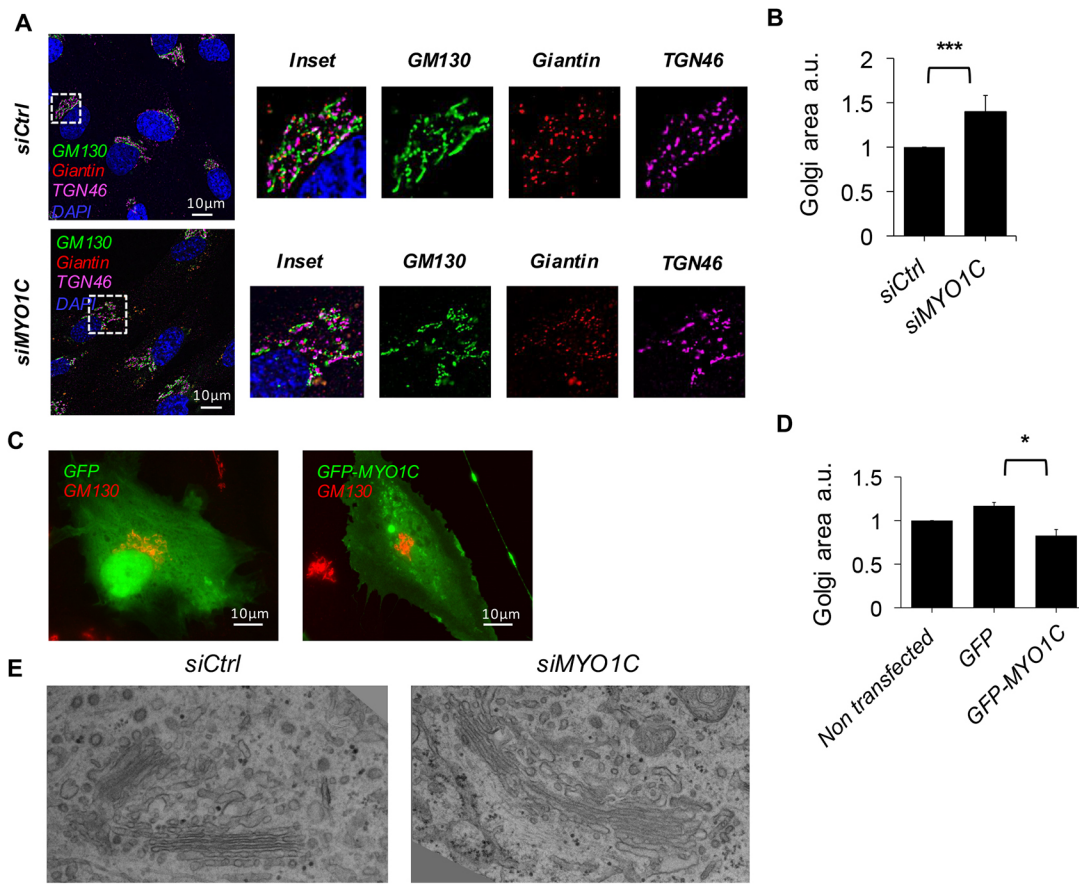 A
siCtrl
GM130
Giantin
TGN46
DAPI
10μm
Inset
GM130
Giantin
TGN46
siMYO1C
GM130
Giantin
TGN46
DAPI
10μm
Inset
GM130
Giantin
TGN46
B
***
Golgi area a.u.
2
1.5
1
0.5
0
siCtrl
siMYO1C
C
GFP
GM130
10μm
GFP-MYO1C
GM130
10μm
D
*
Golgi area a.u.
1.5
1
0.5
0
Non transfected
GFP
GFP-MYO1C
E
siCtrl
siMYO1C